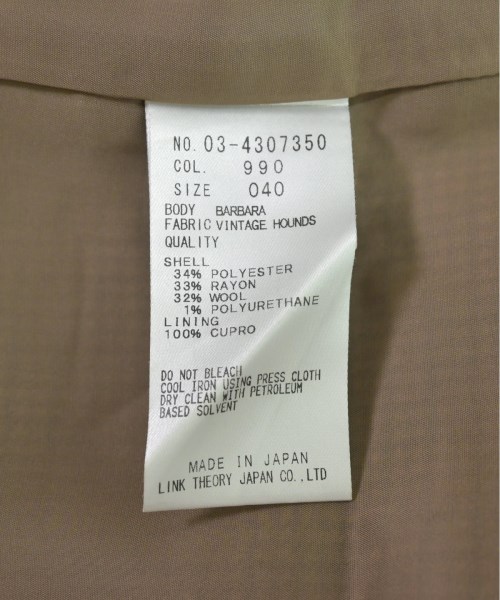 NO. 03-4307350
COL. 990
SIZE 040
BODY BARBARA
FABRIC VINTAGE HOUNDS
QUALITY
SHELL
34% POLYESTER
33% RAYON
32% WOOL
1% POLYURETHANE
LINING
100% CUPRO
DO NOT BLEACH
COOL IRON USING PRESS CLOTH
DRY CLEAN WITH PETROLEUM
BASED SOLVENT
MADE IN JAPAN
LINK THEORY JAPAN CO.,LTD